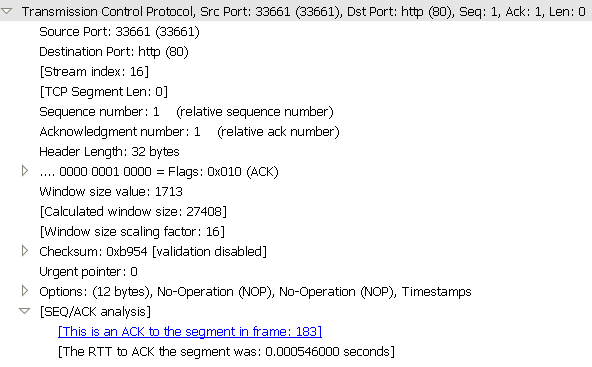 Transmission Control Protocol, Src Port: 33661 (33661), Dst Port: http (80), Seq: 1, Ack: 1, Len: 0
Source Port: 33661 (33661)
Destination Port: http (80)
[Stream index: 16]
[TCP Segment Len: 0]
Sequence number: 1 (relative sequence number)
Acknowledgment number: 1 (relative ack number)
Header Length: 32 bytes
.... 0000 0001 0000 = Flags: 0x010 (ACK)
Window size value: 1713
[Calculated window size: 27408]
[Window size scaling factor: 16]
Checksum: 0xb954 [validation disabled]
Urgent pointer: 0
Options: (12 bytes), No-Operation (NOP), No-Operation (NOP), Timestamps
[SEQ/ACK analysis]
[This is an ACK to the segment in frame: 183]
[The RTT to ACK the segment was: 0.000546000 seconds]